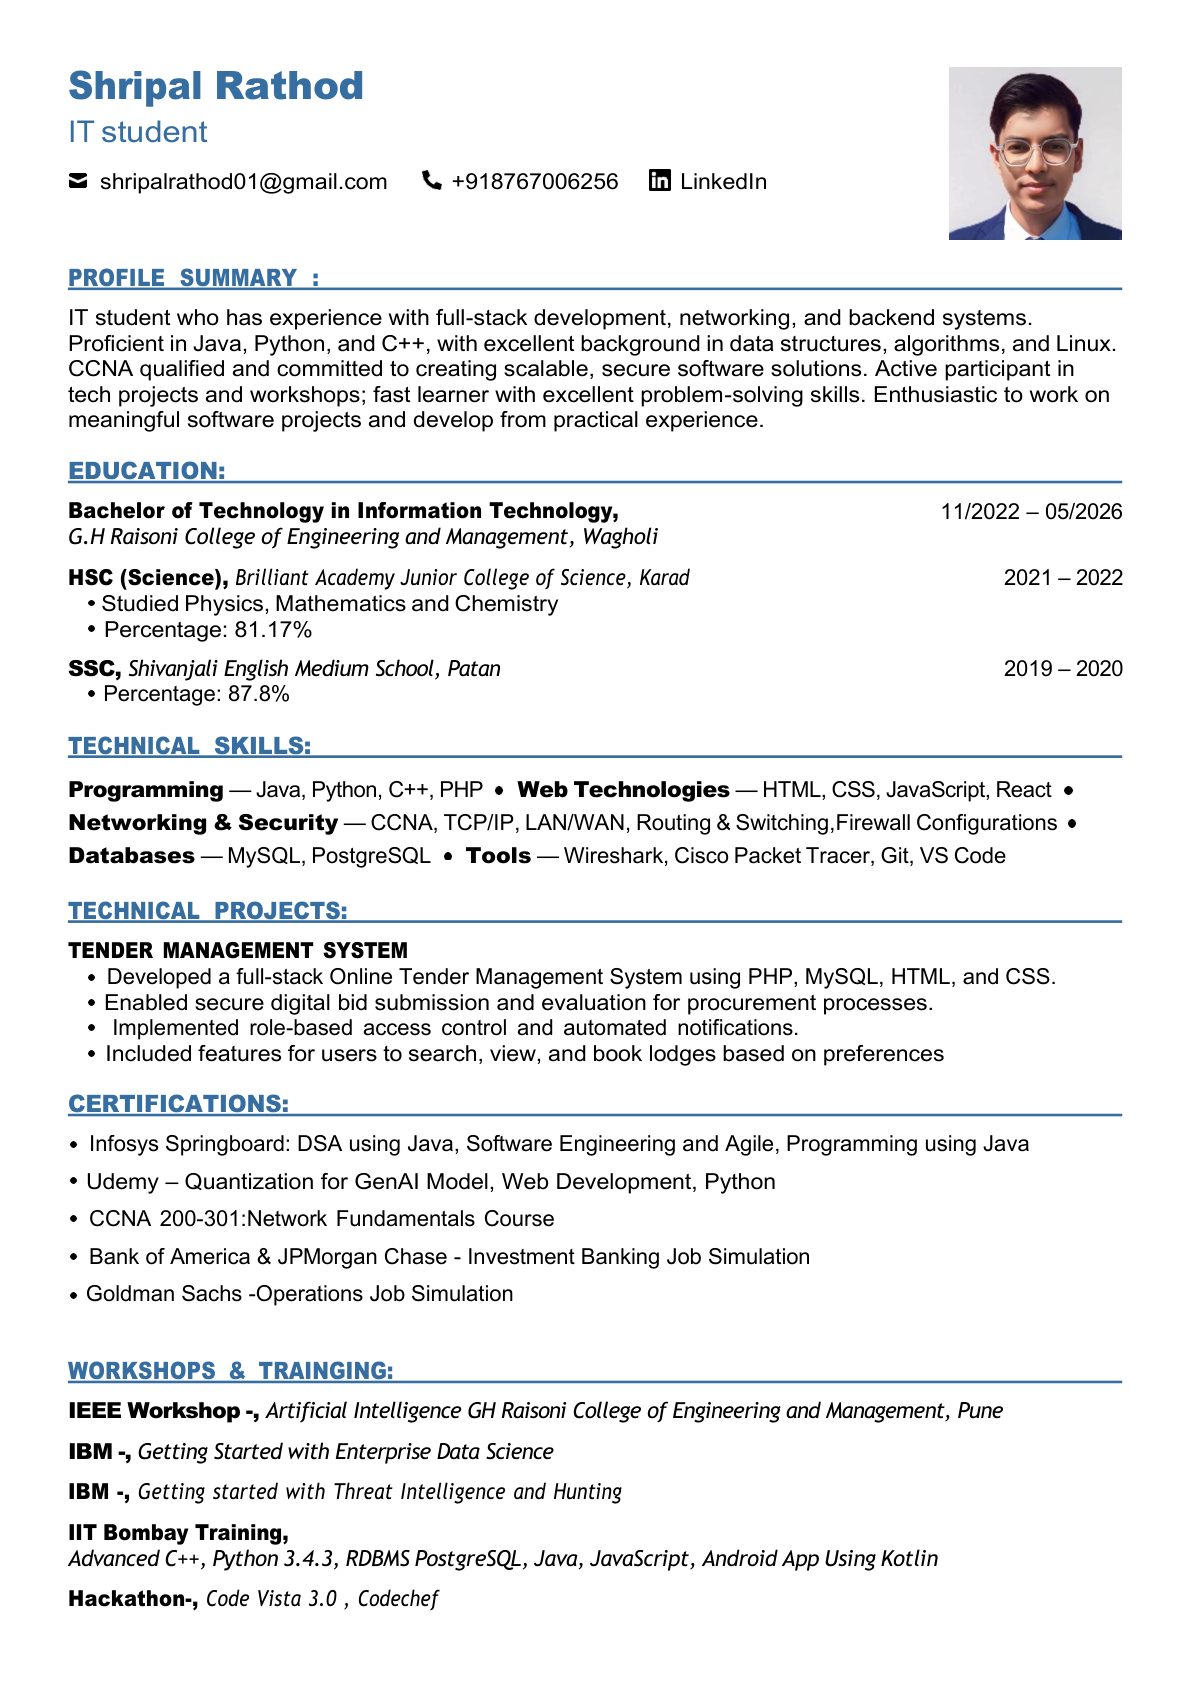 Shripal Rathod
IT student
shripalrathod01@gmail.com +918767006256 LinkedIn
PROFILE SUMMARY :
IT student who has experience with full-stack development, networking, and backend systems.
Proficient in Java, Python, and C++, with excellent background in data structures, algorithms, and Linux.
CCNA qualified and committed to creating scalable, secure software solutions. Active participant in
tech projects and workshops; fast learner with excellent problem-solving skills. Enthusiastic to work on
meaningful software projects and develop from practical experience.
EDUCATION:
Bachelor of Technology in Information Technology, 11/2022 – 05/2026
G.H Raisoni College of Engineering and Management, Wagholi
HSC (Science), Brilliant Academy Junior College of Science, Karad 2021 – 2022
• Studied Physics, Mathematics and Chemistry
• Percentage: 81.17%
SSC, Shivanjali English Medium School, Patan 2019 – 2020
• Percentage: 87.8%
TECHNICAL SKILLS:
Programming — Java, Python, C++, PHP • Web Technologies — HTML, CSS, JavaScript, React •
Networking & Security — CCNA, TCP/IP, LAN/WAN, Routing & Switching,Firewall Configurations •
Databases — MySQL, PostgreSQL • Tools — Wireshark, Cisco Packet Tracer, Git, VS Code
TECHNICAL PROJECTS:
TENDER MANAGEMENT SYSTEM
• Developed a full-stack Online Tender Management System using PHP, MySQL, HTML, and CSS.
• Enabled secure digital bid submission and evaluation for procurement processes.
• Implemented role-based access control and automated notifications.
• Included features for users to search, view, and book lodges based on preferences
CERTIFICATIONS:
• Infosys Springboard: DSA using Java, Software Engineering and Agile, Programming using Java
• Udemy – Quantization for GenAI Model, Web Development, Python
• CCNA 200-301:Network Fundamentals Course
• Bank of America & JPMorgan Chase - Investment Banking Job Simulation
• Goldman Sachs -Operations Job Simulation
WORKSHOPS & TRAINGING:
IEEE Workshop -, Artificial Intelligence GH Raisoni College of Engineering and Management, Pune
IBM -, Getting Started with Enterprise Data Science
IBM -, Getting started with Threat Intelligence and Hunting
IIT Bombay Training,
Advanced C++, Python 3.4.3, RDBMS PostgreSQL, Java, JavaScript, Android App Using Kotlin
Hackathon-, Code Vista 3.0 , Codechef